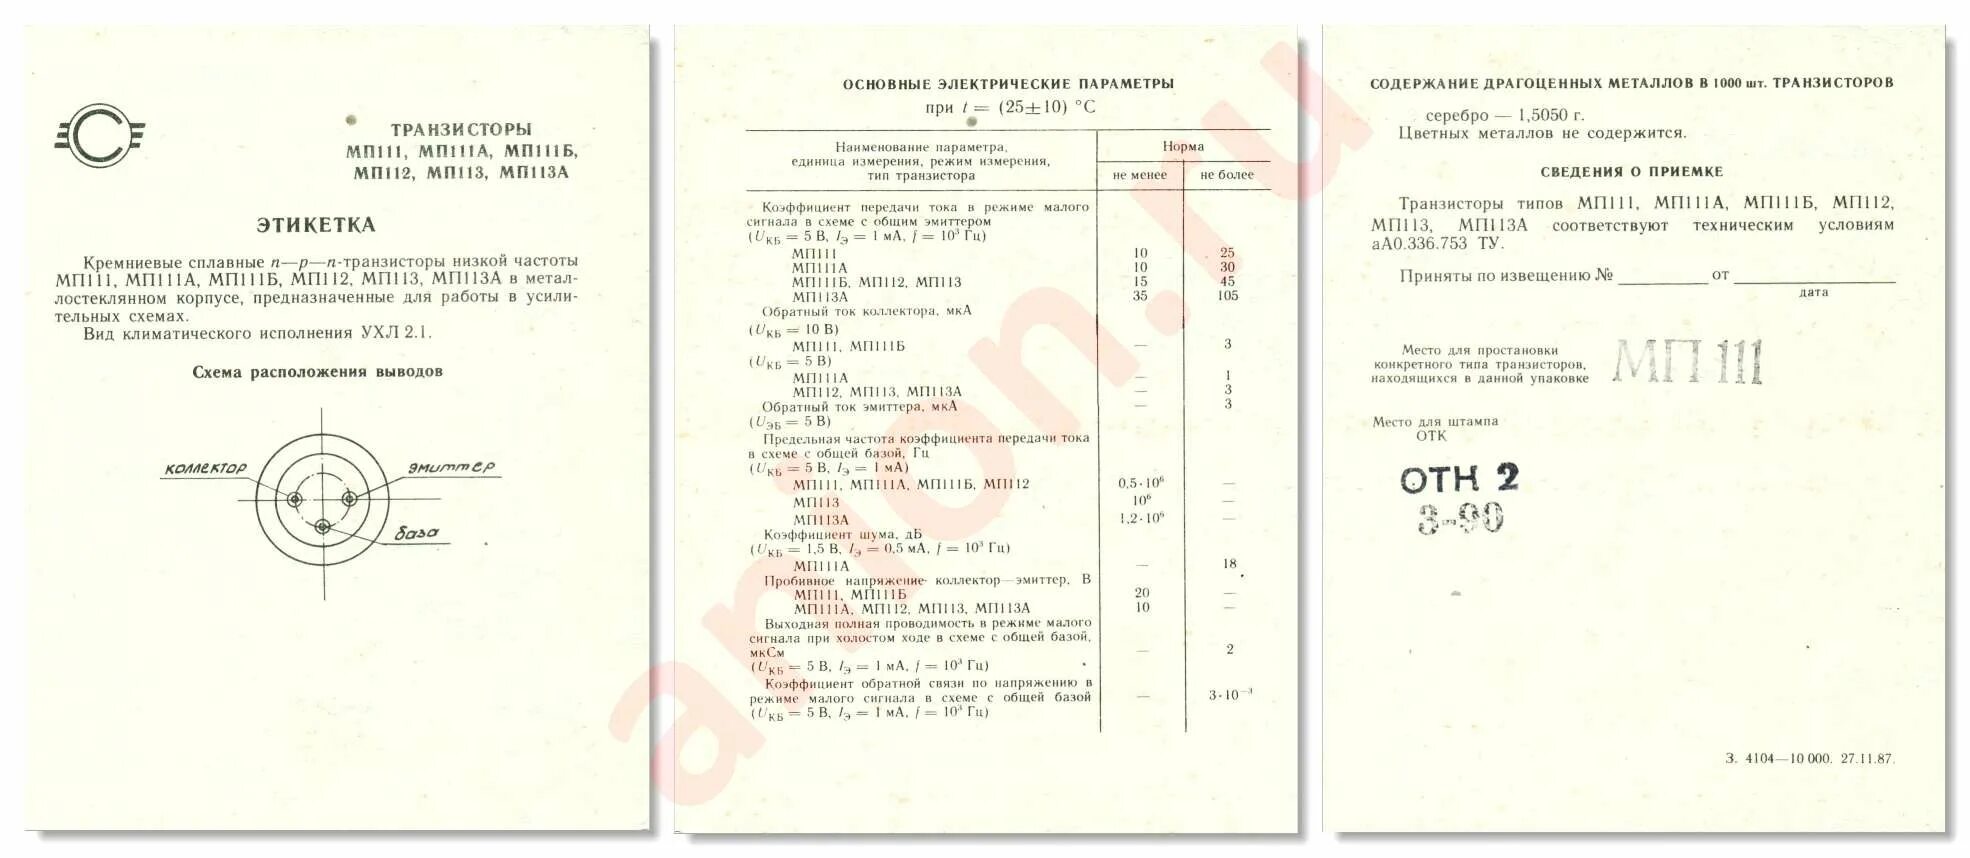 ТРАНЗИСТОРЫ
МП111, МП111А, МП111Б,
МП112, МП113, МП113А
ЭТИКЕТКА
Кремниевые сплавные n—p—n-транзисторы низкой частоты
МП111, МП111А, МП111Б, МП112, МП113, МП113А в метал-
лостеклянном корпусе, предназначенные для работы в усили-
тельных схемах.
Вид климатического исполнения УХЛ 2.1.
Схема расположения выводов
коллектор
эмиттер
база
ОСНОВНЫЕ ЭЛЕКТРИЧЕСКИЕ ПАРАМЕТРЫ
при t = (25±10) °С
Наименование параметра,
единица измерения, режим измерения,
тип транзистора
Норма
не менее не более
Коэффициент передачи тока в режиме малого
сигнала в схеме с общим эмиттером
(UКБ = 5 В, IЭ = 1 мА, f = 10³ Гц)
МП111 10 25
МП111А 10 30
МП111Б, МП112, МП113 15 45
МП113А 35 105
Обратный ток коллектора, мкА
(UКБ = 10 В)
МП111, МП111Б — 3
(UКБ = 5 В)
МП111А — 1
МП112, МП113, МП113А — 3
Обратный ток эмиттера, мкА — 3
(UЭБ = 5 В)
Предельная частота коэффициента передачи тока
в схеме с общей базой, Гц
(UКБ = 5 В, IЭ = 1 мА)
МП111, МП111А, МП111Б, МП112 0,5·10⁶ —
МП113 10⁶ —
МП113А 1,2·10⁶ —
Коэффициент шума, дБ
(UКБ = 1,5 В, IЭ = 0,5 мА, f = 10³ Гц)
МП111А — 18
Пробивное напряжение коллектор—эмиттер, В
МП111, МП111Б 20 —
МП111А, МП112, МП113, МП113А 10 —
Выходная полная проводимость в режиме малого
сигнала при холостом ходе в схеме с общей базой,
мкСм — 2
(UКБ = 5 В, IЭ = 1 мА, f = 10³ Гц)
Коэффициент обратной связи по напряжению в
режиме малого сигнала в схеме с общей базой — 3·10⁻³
(UКБ = 5 В, IЭ = 1 мА, f = 10³ Гц)
СОДЕРЖАНИЕ ДРАГОЦЕННЫХ МЕТАЛЛОВ В 1000 шт. ТРАНЗИСТОРОВ
серебро — 1,5050 г.
Цветных металлов не содержится.
СВЕДЕНИЯ О ПРИЕМКЕ
Транзисторы типов МП111, МП111А, МП111Б, МП112,
МП113, МП113А соответствуют техническим условиям
аА0.336.753 ТУ.
Приняты по извещению № от
дата
Место для простановки
конкретного типа транзисторов,
находящихся в данной упаковке
МП 111
Место для штампа
ОТК
ОТК 2
3-90
З. 4104—10 000. 27.11.87.
anion.ru